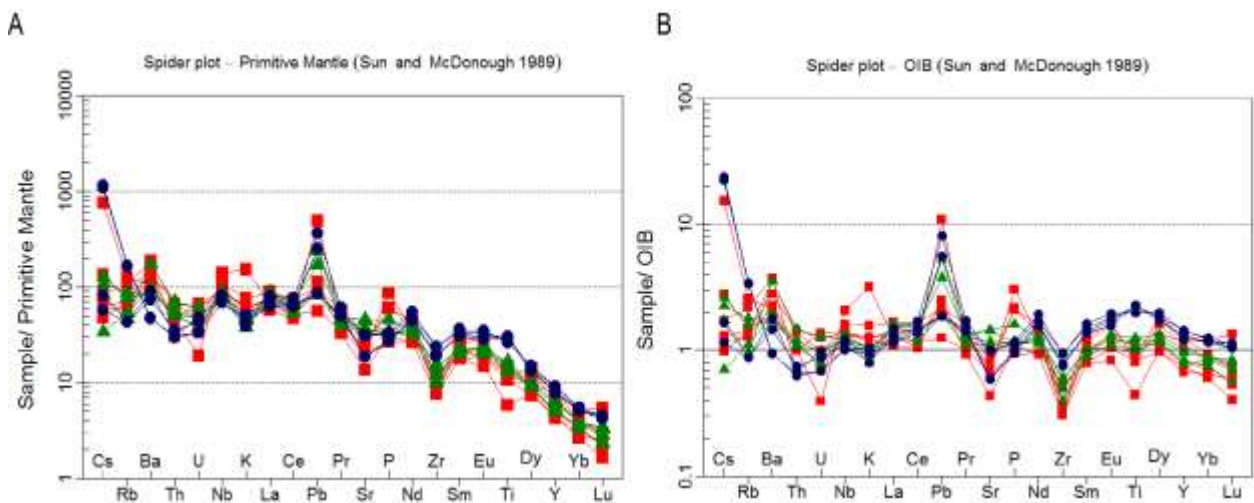 A
Spider plot – Primitive Mantle (Sun and McDonough 1989)
Sample/ Primitive Mantle
10000
1000
100
10
1
Cs Ba U K Ce Pr P Zr Eu Dy Yb
Rb Th Nb La Pb Sr Nd Sm Ti Y Lu
B
Spider plot – OIB (Sun and McDonough 1989)
Sample/ OIB
100
10
1
0.1
Cs Ba U K Ce Pb Pr P Zr Eu Dy Yb
Rb Th Nb La Pr Sr Nd Sm Ti Y Lu